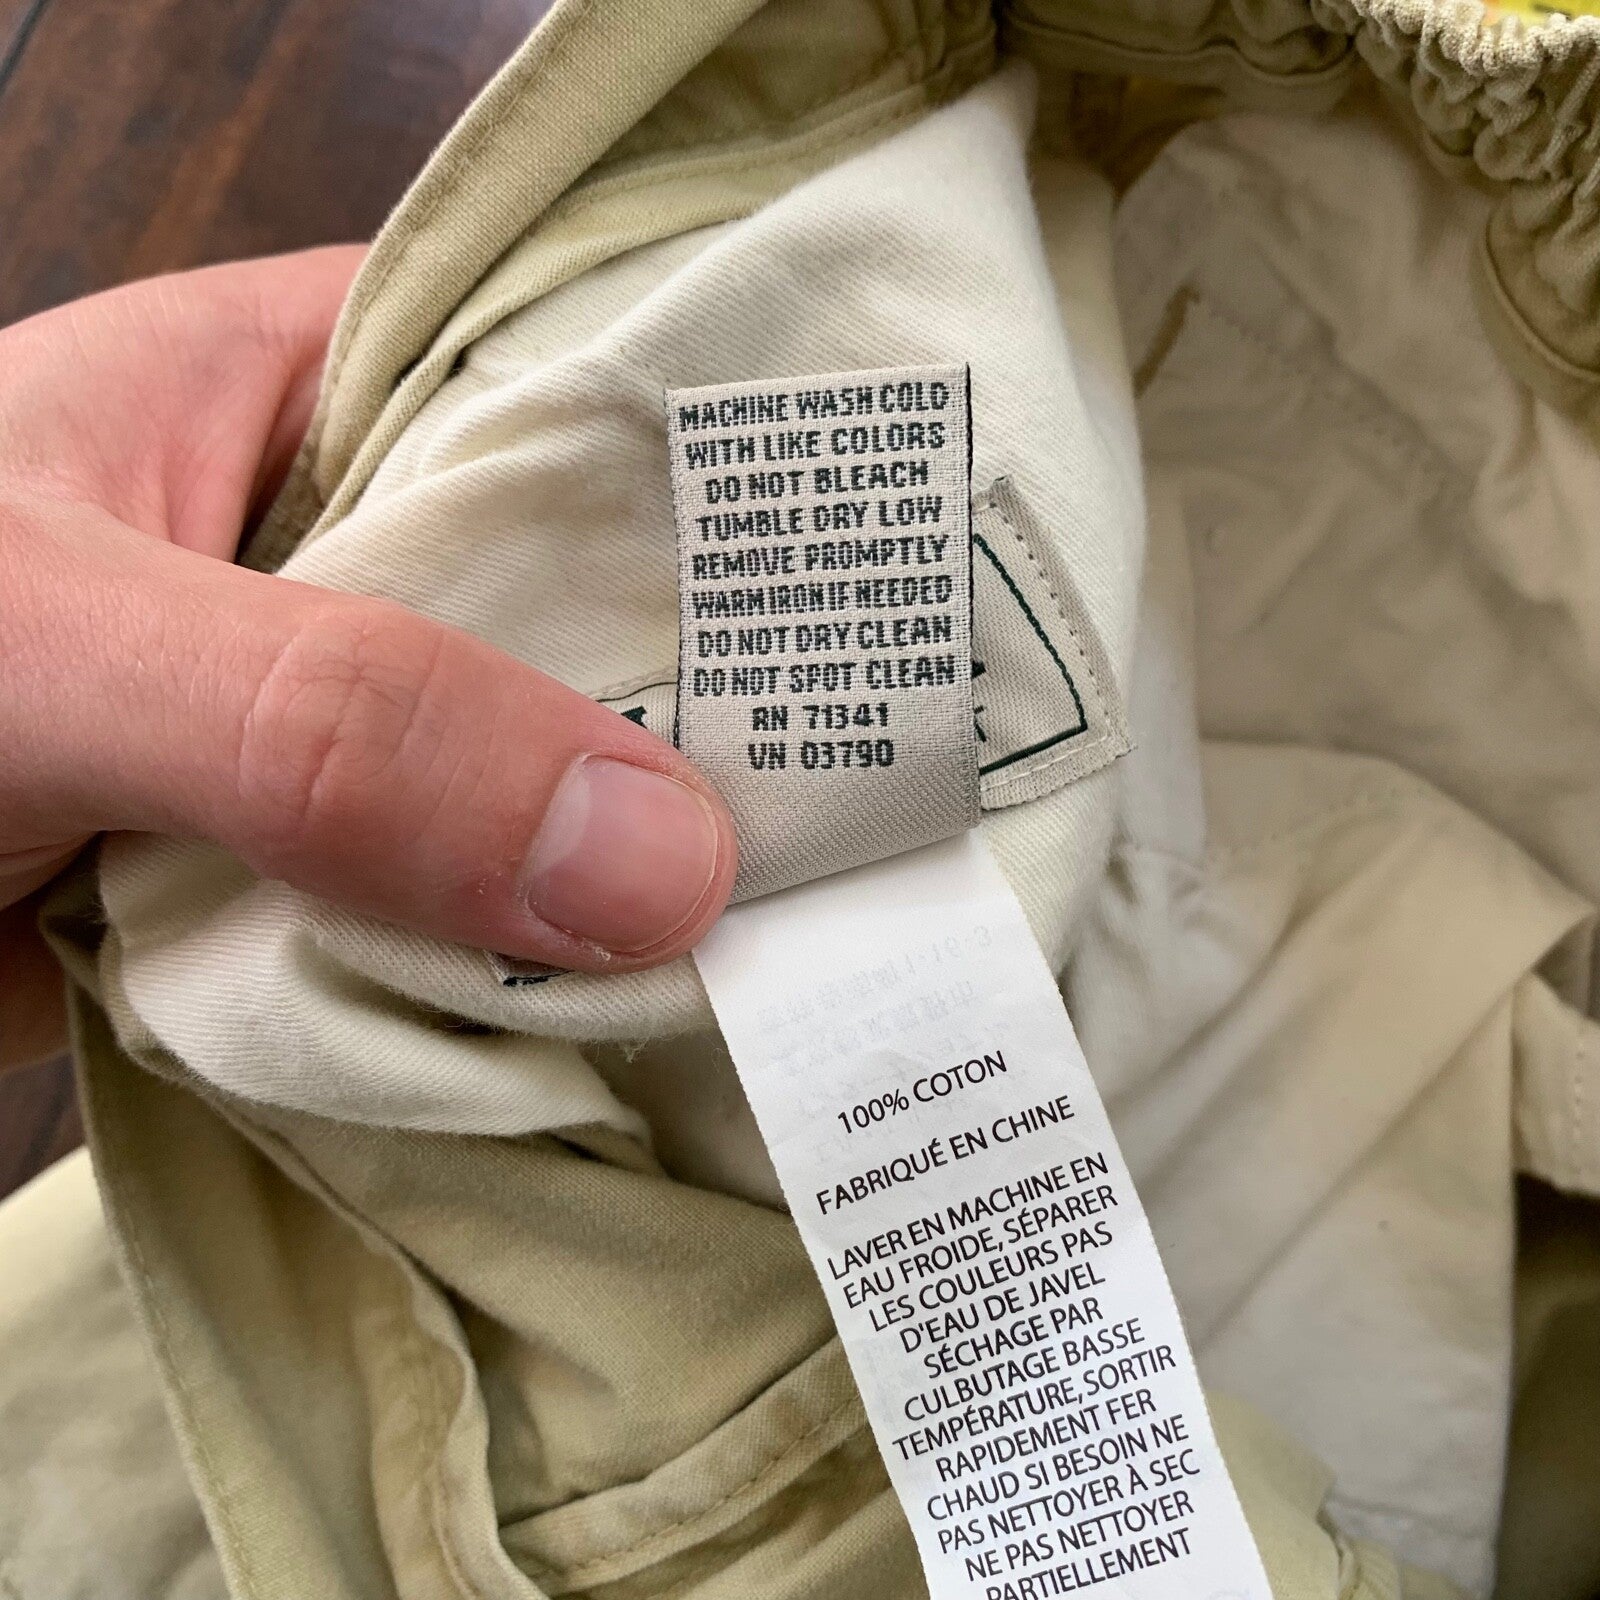 MACHINE WASH COLD
WITH LIKE COLORS
DO NOT BLEACH
TUMBLE DRY LOW
REMOVE PROMPTLY
WARM IRON IF NEEDED
DO NOT DRY CLEAN
DO NOT SPOT CLEAN
RN 71341
VN 03790
100% COTON
FABRIQUÉ EN CHINE
LAVER EN MACHINE EN
EAU FROIDE, SÉPARER
LES COULEURS PAS
D'EAU DE JAVEL
SÉCHAGE PAR
CULBUTAGE BASSE
TEMPÉRATURE, SORTIR
RAPIDEMENT FER
CHAUD SI BESOIN NE
PAS NETTOYER À SEC
NE PAS NETTOYER
PARTIELLEMENT